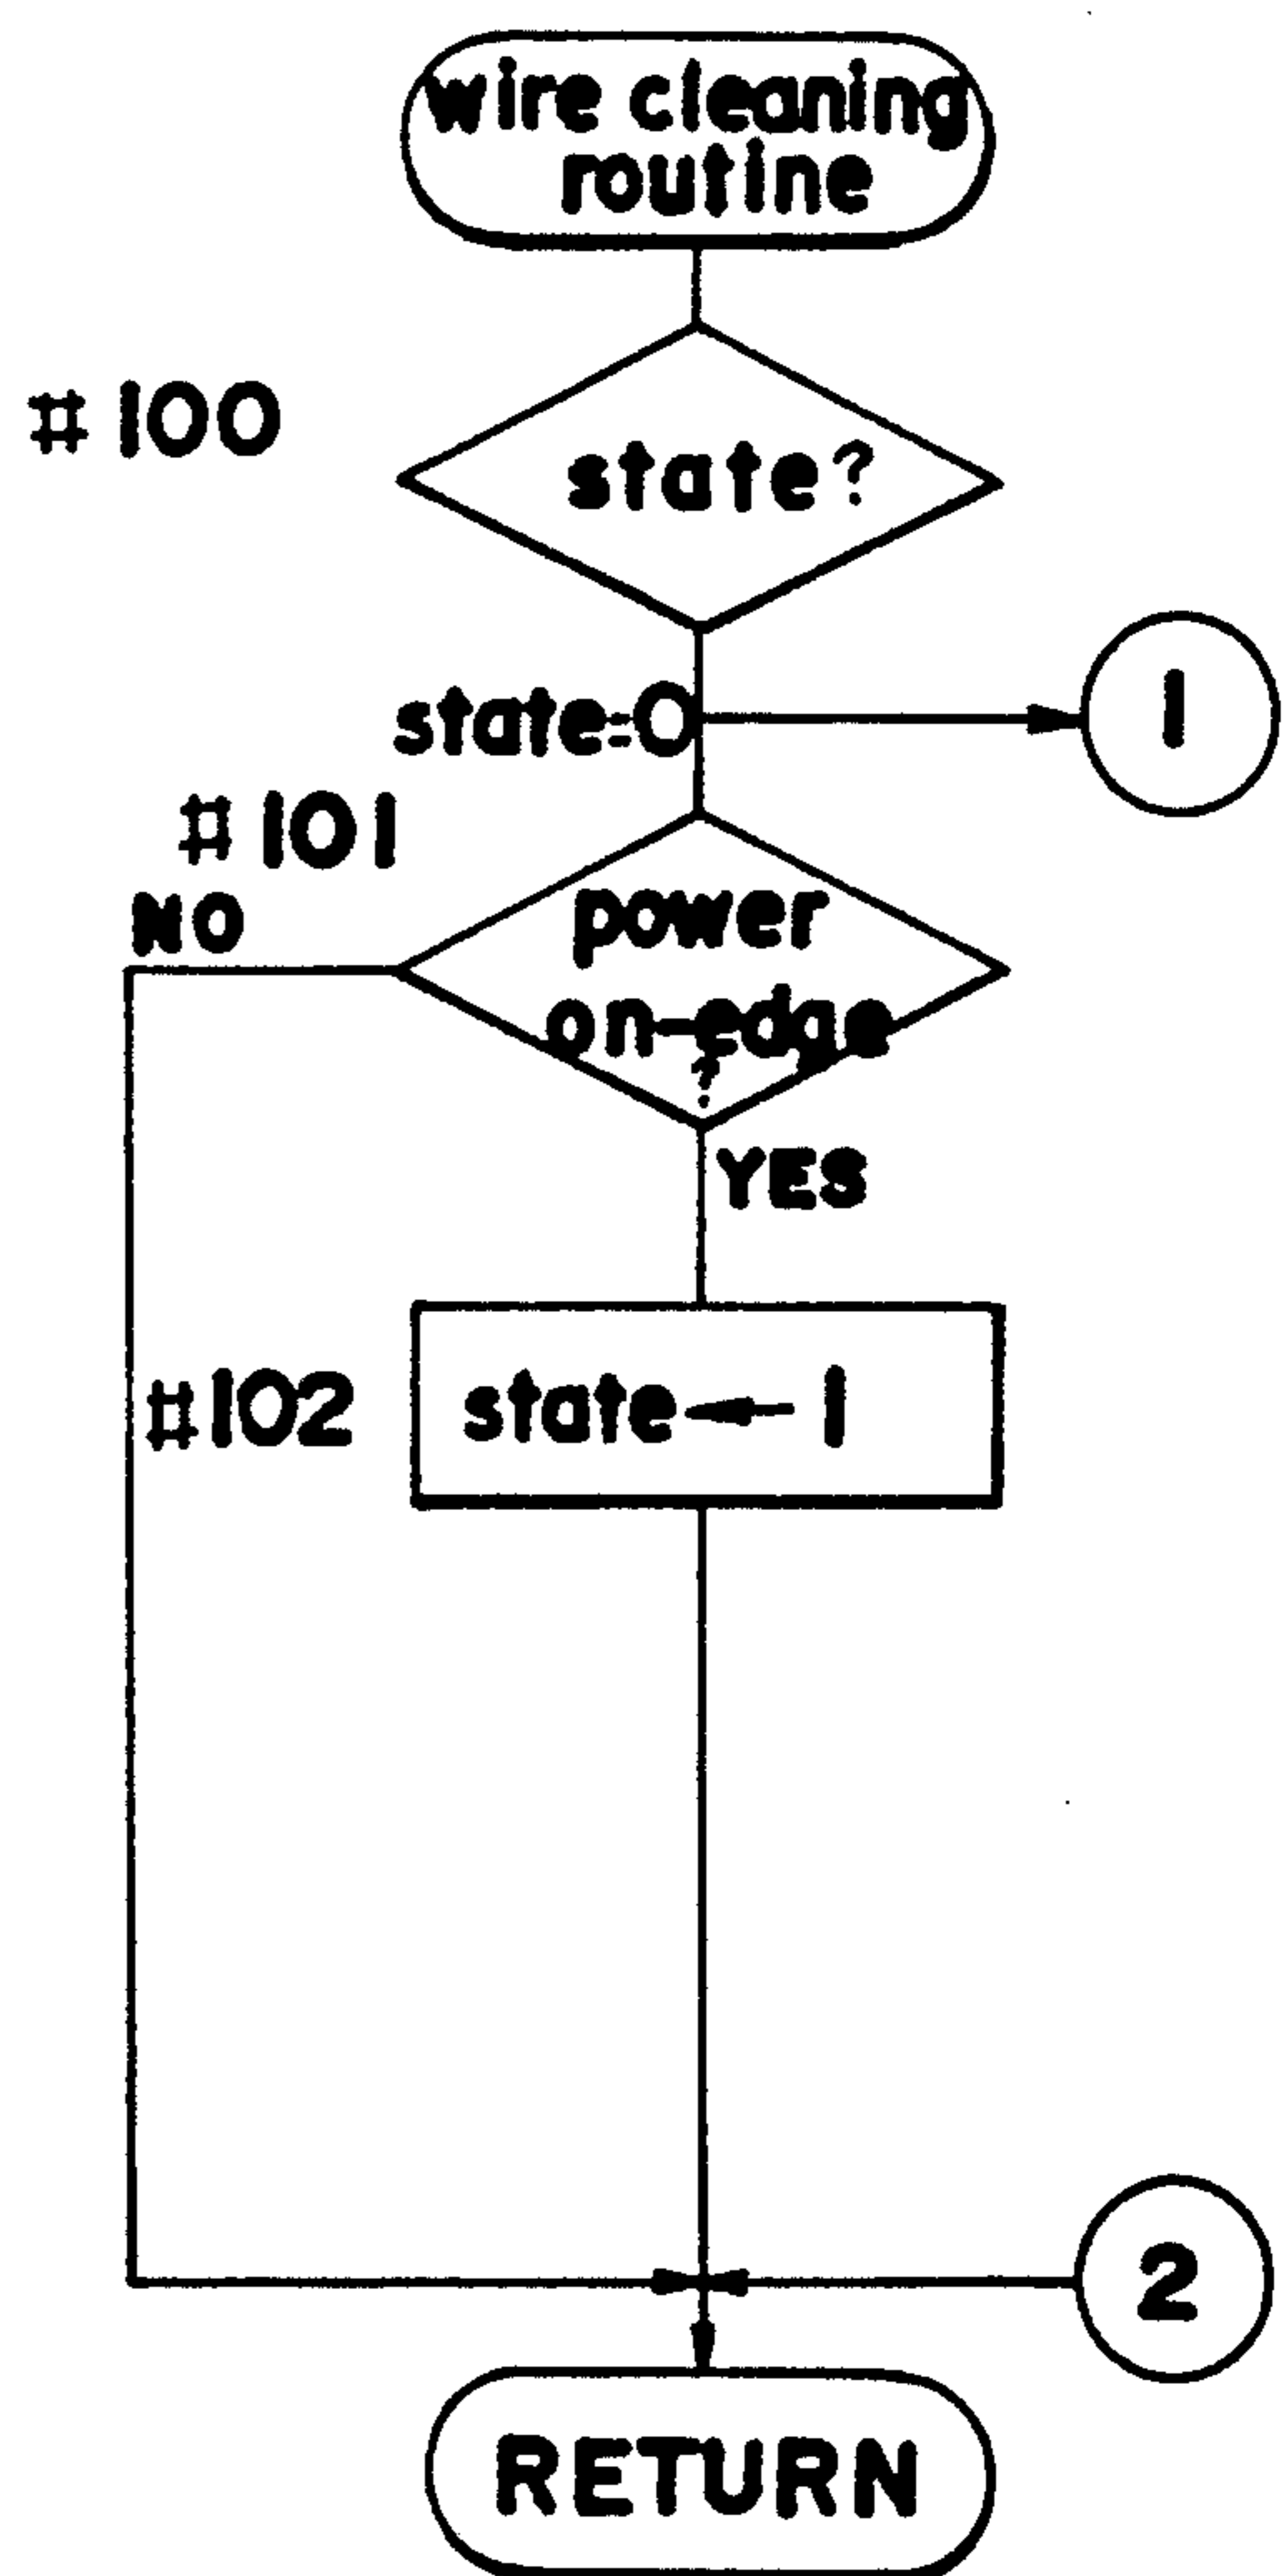 wire cleaning
routine
#100
state?
state=0
1
#101
NO
power
on-edge
?
YES
#102
state← 1
2
RETURN